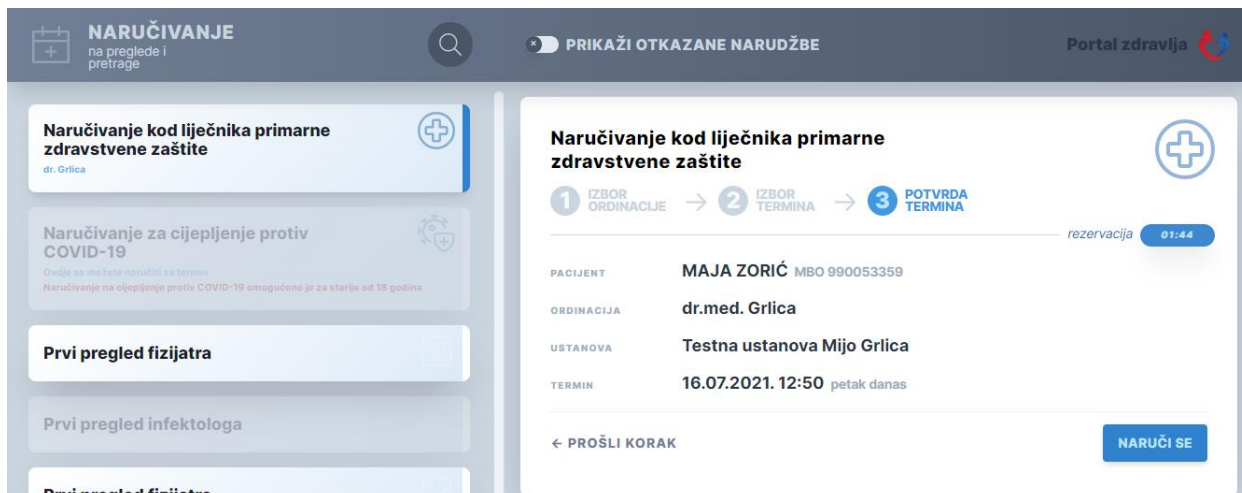 NARUČIVANJE
na preglede i
pretrage
PRIKAŽI OTKAZANE NARUDŽBE
Portal zdravlja
Naručivanje kod liječnika primarne
zdravstvene zaštite
dr. Grlica
Naručivanje za cijepljenje protiv
COVID-19
Ovdje se možete naručiti za termin
Naručivanje na cijepljenje protiv COVID-19 omogućeno je za starije od 18 godina
Prvi pregled fizijatra
Prvi pregled infektologa
Prvi pregled fizijatra
Naručivanje kod liječnika primarne
zdravstvene zaštite
1 IZBOR
ORDINACIJE → 2 IZBOR
TERMINA → 3 POTVRDA
TERMINA
rezervacija 01:44
PACIJENT MAJA ZORIĆ MBO 990053359
ORDINACIJA dr.med. Grlica
USTANOVA Testna ustanova Mijo Grlica
TERMIN 16.07.2021. 12:50 petak danas
← PROŠLI KORAK NARUČI SE